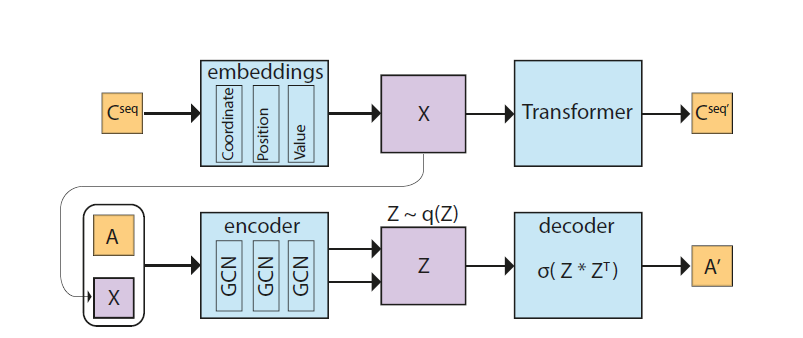 embeddings
C^seq
Coordinate
Position
Value
X
Transformer
C^seq'
Z ~ q(Z)
A
X
encoder
GCN
GCN
GCN
Z
decoder
σ( Z * Z^T )
A'